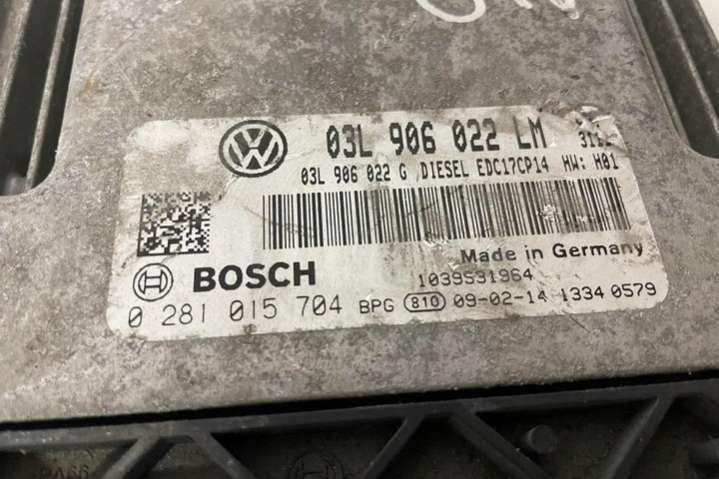 03L 906 022 LM
03L 906 022 G DIESEL EDC17CP14 HW: H01
Made in Germany
BOSCH 1039S31964
0 281 015 704 BPG 810 09-02-14 1334 0579